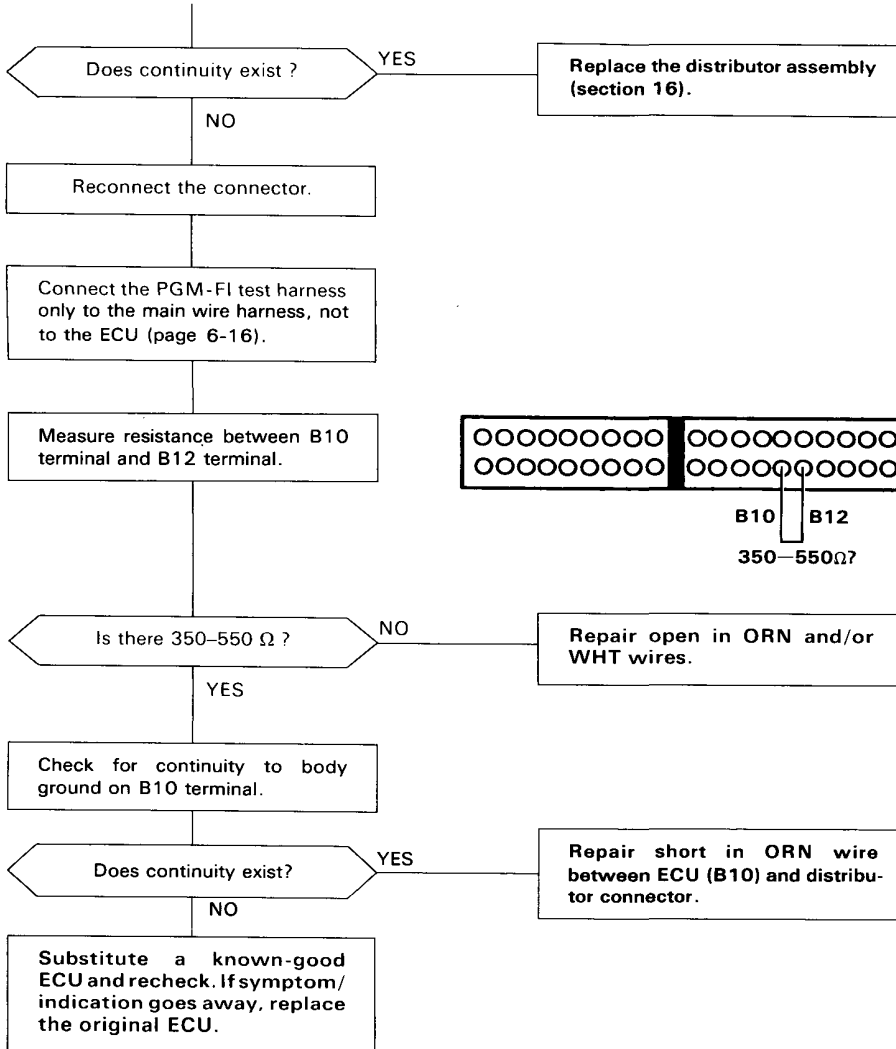 Does continuity exist ?
YES
Replace the distributor assembly
(section 16).
NO
Reconnect the connector.
Connect the PGM-FI test harness
only to the main wire harness, not
to the ECU (page 6-16).
Measure resistance between B10
terminal and B12 terminal.
B10 B12
350—550Ω?
Is there 350–550 Ω ?
NO
Repair open in ORN and/or
WHT wires.
YES
Check for continuity to body
ground on B10 terminal.
Does continuity exist?
YES
Repair short in ORN wire
between ECU (B10) and distribu-
tor connector.
NO
Substitute a known-good
ECU and recheck. If symptom/
indication goes away, replace
the original ECU.